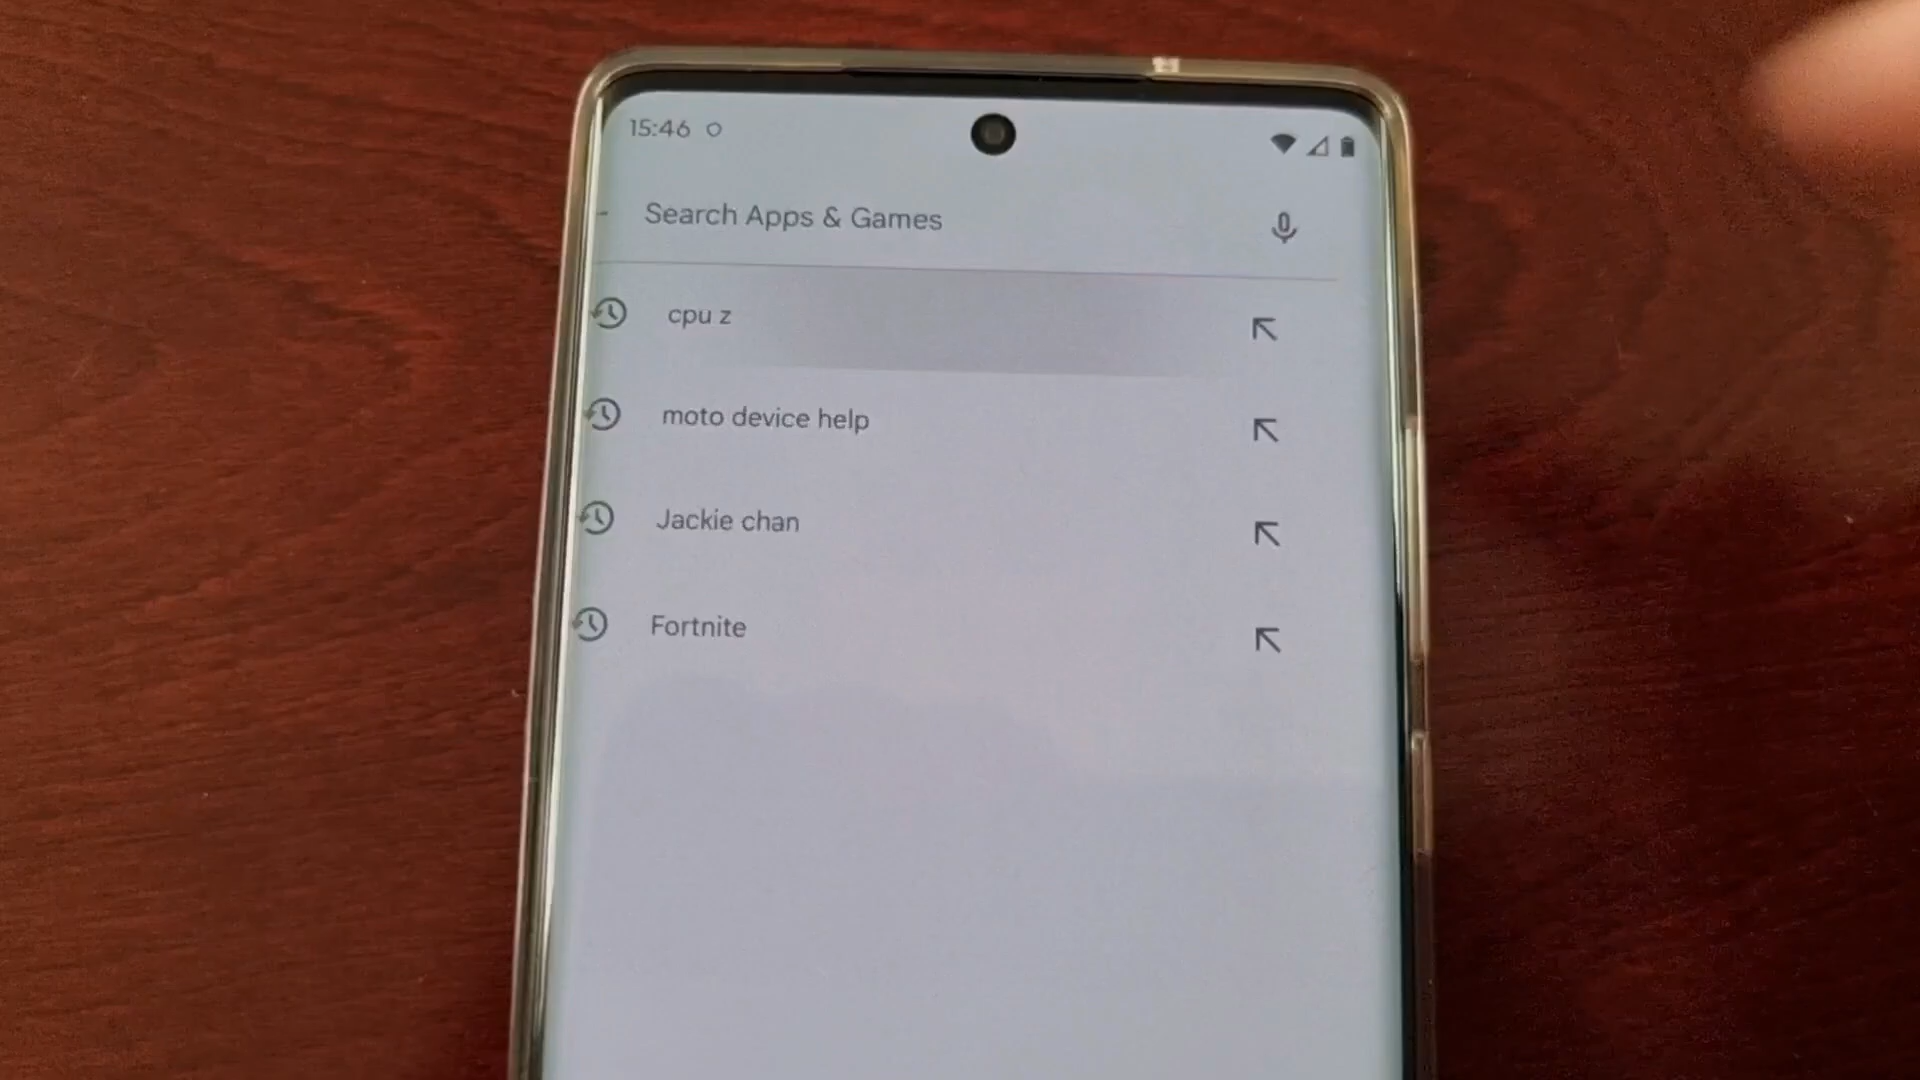 15:46
Search Apps & Games
cpu z
moto device help
Jackie chan
Fortnite